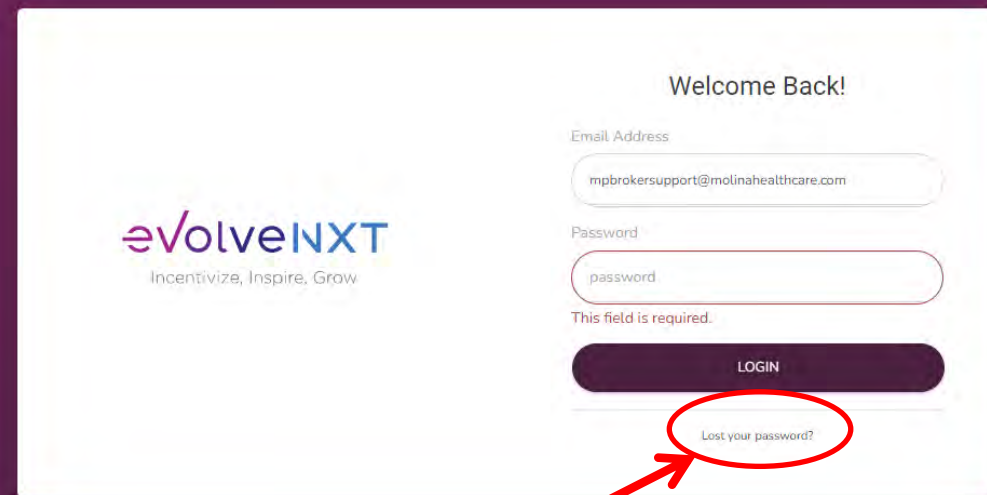 Welcome Back!
Email Address
mpbrokersupport@molinahealthcare.com
evolveNXT
Incentivize, Inspire, Grow
Password
password
This field is required.
LOGIN
Lost your password?